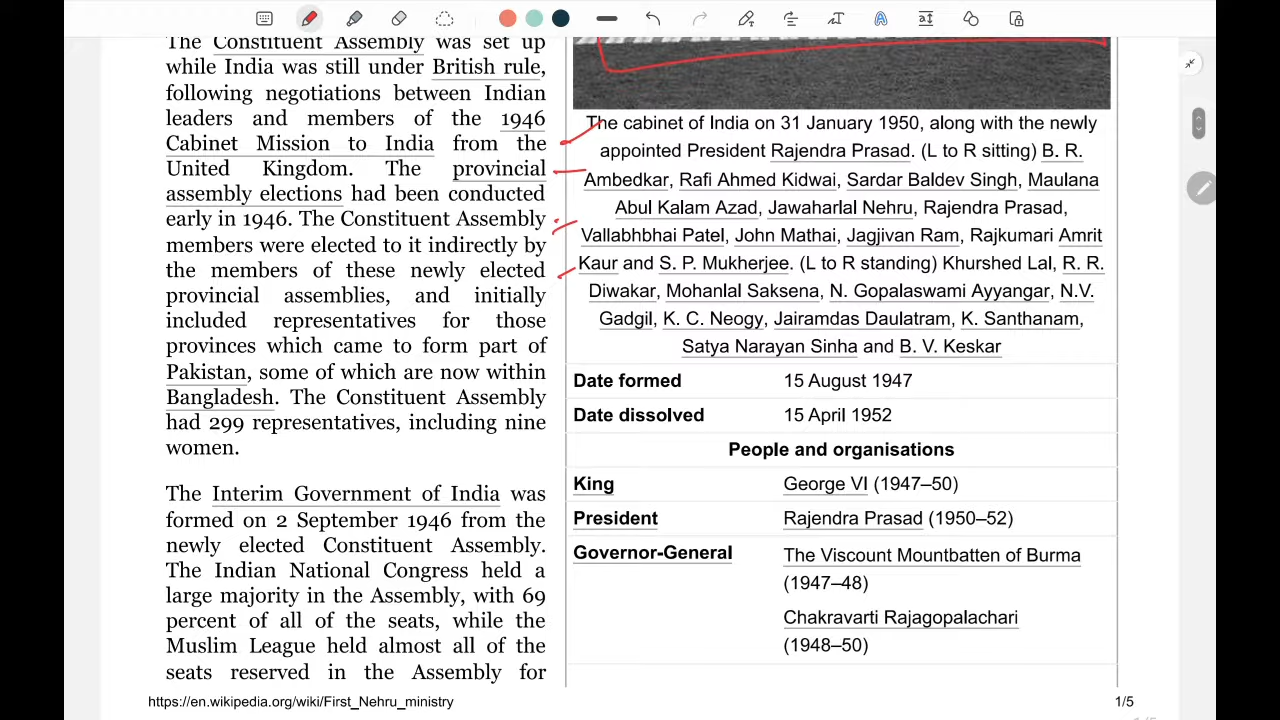 The Constituent Assembly was set up
while India was still under British rule,
following negotiations between Indian
leaders and members of the 1946
Cabinet Mission to India from the
United Kingdom. The provincial
assembly elections had been conducted
early in 1946. The Constituent Assembly
members were elected to it indirectly by
the members of these newly elected
provincial assemblies, and initially
included representatives for those
provinces which came to form part of
Pakistan, some of which are now within
Bangladesh. The Constituent Assembly
had 299 representatives, including nine
women.
The Interim Government of India was
formed on 2 September 1946 from the
newly elected Constituent Assembly.
The Indian National Congress held a
large majority in the Assembly, with 69
percent of all of the seats, while the
Muslim League held almost all of the
seats reserved in the Assembly for
The cabinet of India on 31 January 1950, along with the newly
appointed President Rajendra Prasad. (L to R sitting) B. R.
Ambedkar, Rafi Ahmed Kidwai, Sardar Baldev Singh, Maulana
Abul Kalam Azad, Jawaharlal Nehru, Rajendra Prasad,
Vallabhbhai Patel, John Mathai, Jagjivan Ram, Rajkumari Amrit
Kaur and S. P. Mukherjee. (L to R standing) Khurshed Lal, R. R.
Diwakar, Mohanlal Saksena, N. Gopalaswami Ayyangar, N.V.
Gadgil, K. C. Neogy, Jairamdas Daulatram, K. Santhanam,
Satya Narayan Sinha and B. V. Keskar
Date formed 15 August 1947
Date dissolved 15 April 1952
People and organisations
King George VI (1947–50)
President Rajendra Prasad (1950–52)
Governor-General The Viscount Mountbatten of Burma
(1947–48)
Chakravarti Rajagopalachari
(1948–50)
https://en.wikipedia.org/wiki/First_Nehru_ministry 1/5